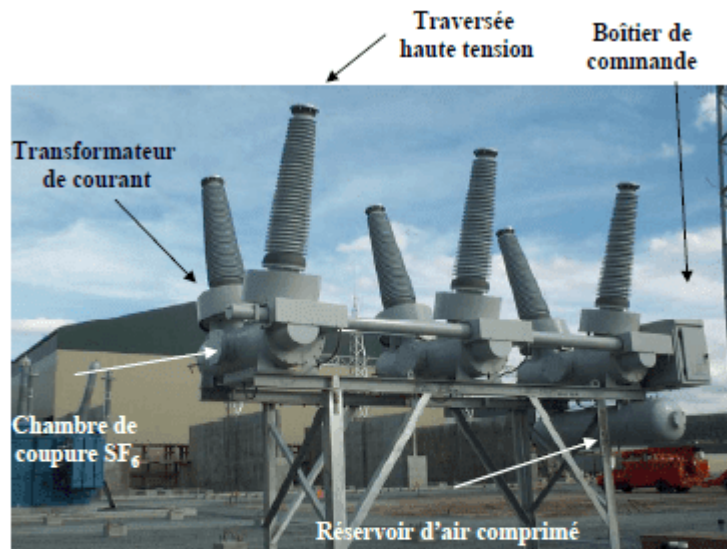 Traversée
haute tension
Boîtier de
commande
Transformateur
de courant
Chambre de
coupure SF₆
Réservoir d'air comprimé